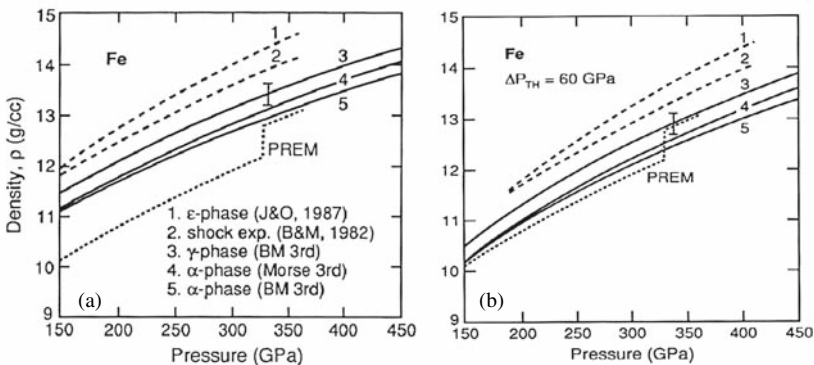 Density, ρ (g/cc)
15
14
13
12
11
10
9
Fe
1
2
3
4
5
PREM
1. ε-phase (J&O, 1987)
2. shock exp. (B&M, 1982)
3. γ-phase (BM 3rd)
4. α-phase (Morse 3rd)
5. α-phase (BM 3rd)
(a)
150 200 250 300 350 400 450
Pressure (GPa)
15
14
13
12
11
10
9
Fe
ΔP_TH = 60 GPa
1
2
3
4
5
PREM
(b)
150 200 250 300 350 400 450
Pressure (GPa)